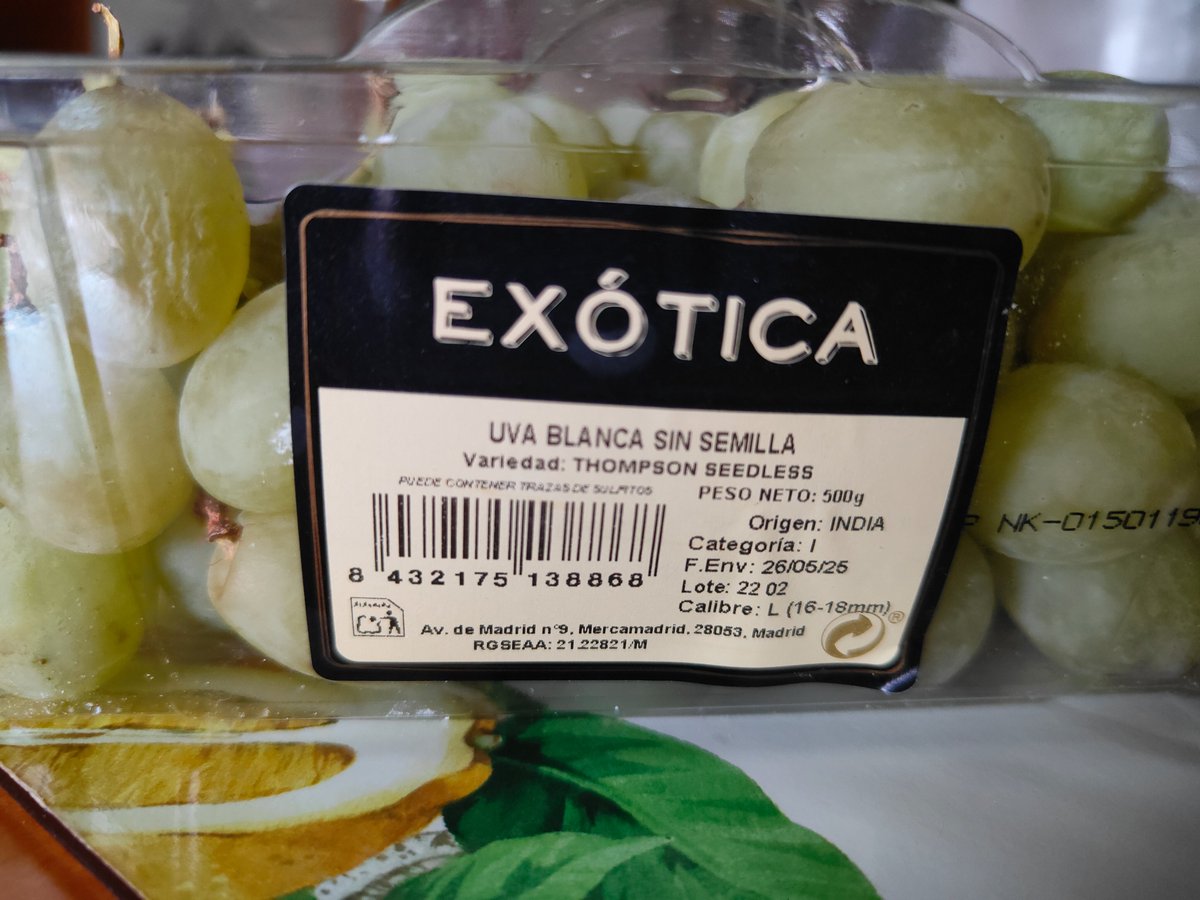 EXÓTICA
UVA BLANCA SIN SEMILLA
Variedad: THOMPSON SEEDLESS
PUEDE CONTENER TRAZAS DE SULFITOS
PESO NETO: 500g
Origen: INDIA
Categoría: I
F.Env: 26/05/25
Lote: 22 02
Calibre: L (16-18mm)
8 432175 138868
Av. de Madrid nº9, Mercamadrid, 28053, Madrid
RGSEAA: 21.22821/M
®
P NK-0150119